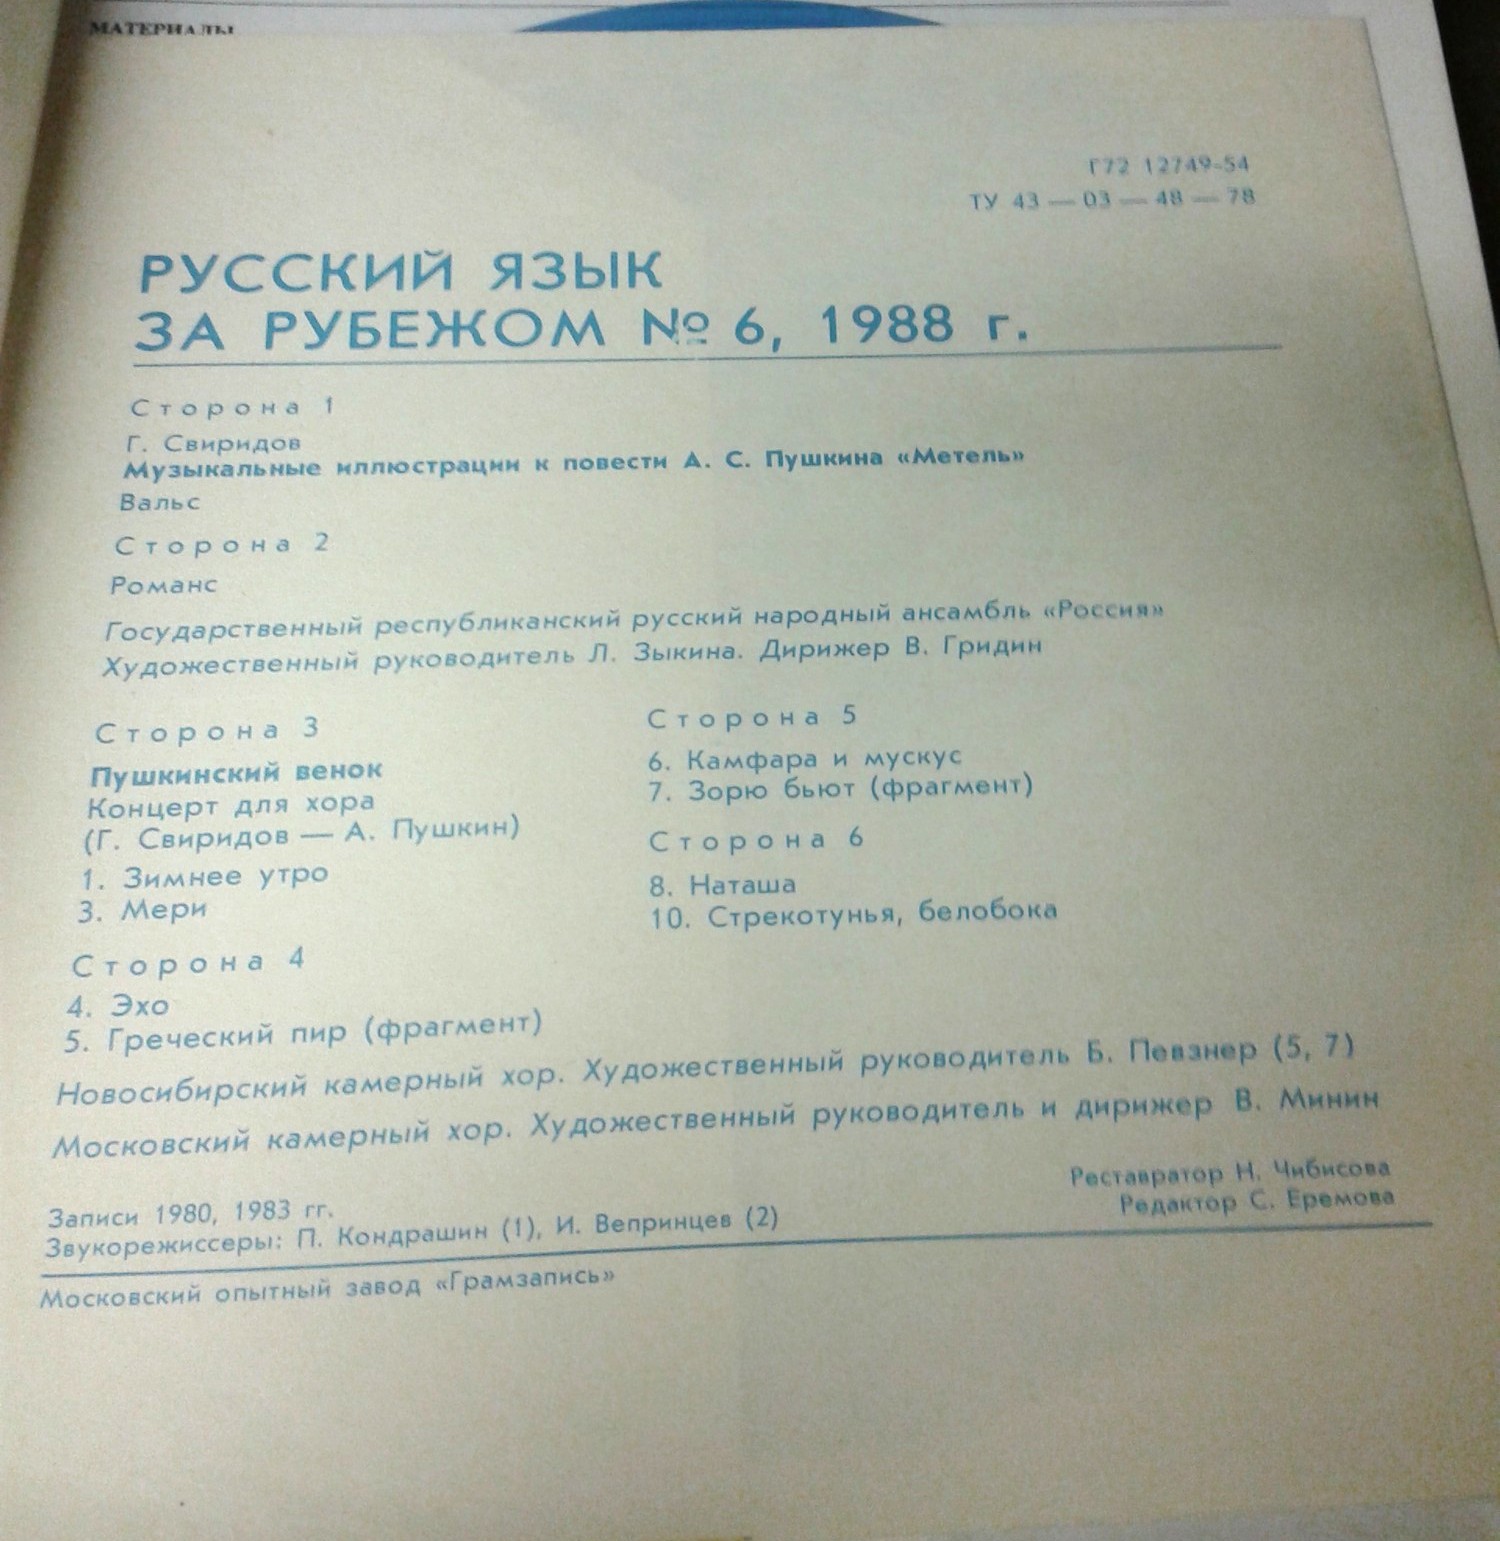 МАТЕРИАЛЫ
Г72 12749-54
ТУ 43 — 03 — 48 — 78
РУССКИЙ ЯЗЫК
ЗА РУБЕЖОМ № 6, 1988 г.
Сторона 1
Г. Свиридов
Музыкальные иллюстрации к повести А. С. Пушкина «Метель»
Вальс
Сторона 2
Романс
Государственный республиканский русский народный ансамбль «Россия»
Художественный руководитель Л. Зыкина. Дирижер В. Гридин
Сторона 3
Пушкинский венок
Концерт для хора
(Г. Свиридов — А. Пушкин)
1. Зимнее утро
3. Мери
Сторона 4
4. Эхо
5. Греческий пир (фрагмент)
Сторона 5
6. Камфара и мускус
7. Зорю бьют (фрагмент)
Сторона 6
8. Наташа
10. Стрекотунья, белобока
Новосибирский камерный хор. Художественный руководитель Б. Певзнер (5, 7)
Московский камерный хор. Художественный руководитель и дирижер В. Минин
Реставратор Н. Чибисова
Редактор С. Еремова
Записи 1980, 1983 гг.
Звукорежиссеры: П. Кондрашин (1), И. Вепринцев (2)
Московский опытный завод «Грамзапись»